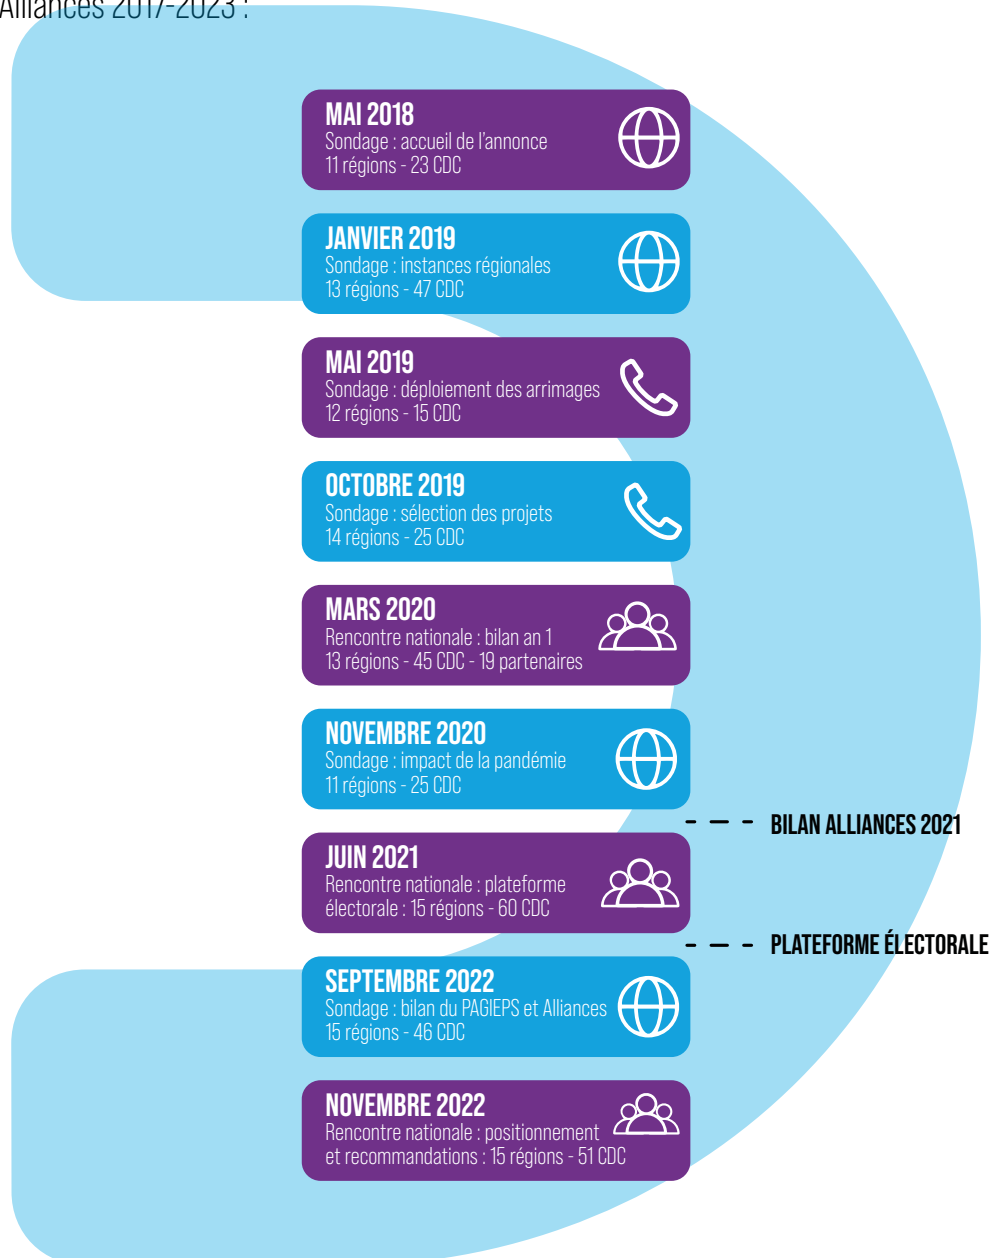 Alliances 2017-2023 :
MAI 2018
Sondage : accueil de l'annonce
11 régions - 23 CDC
JANVIER 2019
Sondage : instances régionales
13 régions - 47 CDC
MAI 2019
Sondage : déploiement des arrimages
12 régions - 15 CDC
OCTOBRE 2019
Sondage : sélection des projets
14 régions - 25 CDC
MARS 2020
Rencontre nationale : bilan an 1
13 régions - 45 CDC - 19 partenaires
NOVEMBRE 2020
Sondage : impact de la pandémie
11 régions - 25 CDC
BILAN ALLIANCES 2021
JUIN 2021
Rencontre nationale : plateforme
électorale : 15 régions - 60 CDC
PLATEFORME ÉLECTORALE
SEPTEMBRE 2022
Sondage : bilan du PAGIEPS et Alliances
15 régions - 46 CDC
NOVEMBRE 2022
Rencontre nationale : positionnement
et recommandations : 15 régions - 51 CDC